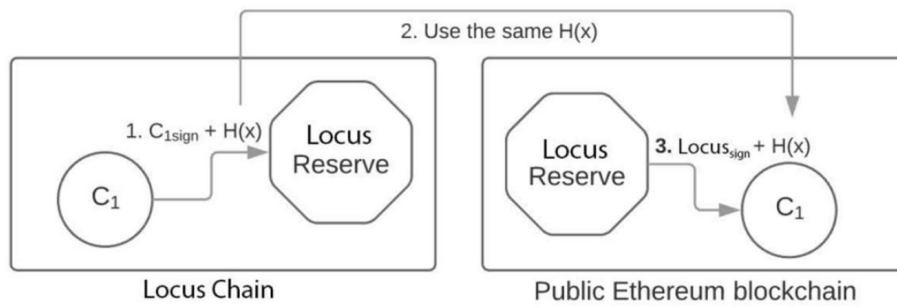 2. Use the same H(x)
1. C₁sign + H(x)
Locus
Reserve
C₁
Locus Chain
Locus
Reserve
3. Locussign + H(x)
C₁
Public Ethereum blockchain